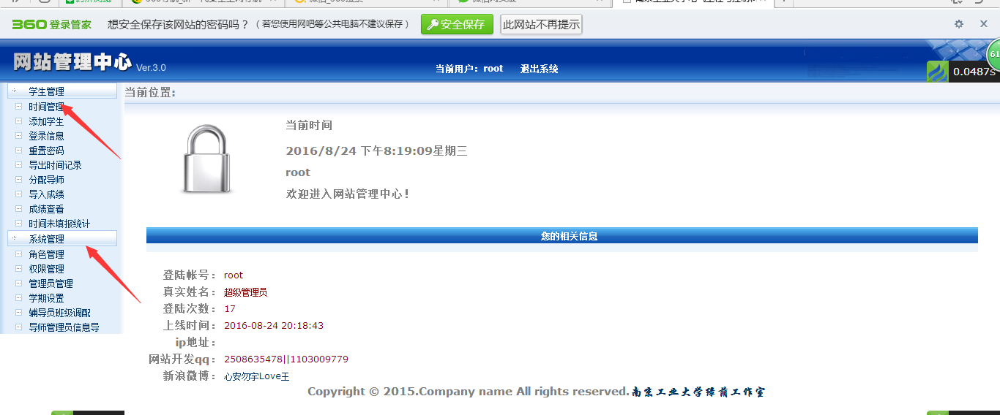 360登录管家 想安全保存该网站的密码吗？（若您使用网吧等公共电脑不建议保存） 安全保存 此网站不再提示
网站管理中心 Ver.3.0 当前用户：root 退出系统
61
0.0487s
学生管理
当前位置:
时间管理
添加学生
登录信息
重置密码
导出时间记录
分配导师
导入成绩
成绩查看
时间未填报统计
系统管理
角色管理
权限管理
管理员管理
学期设置
辅导员班级调配
导师管理员信息导
当前时间
2016/8/24 下午8:19:09星期三
root
欢迎进入网站管理中心！
您的相关信息
登陆帐号： root
真实姓名： 超级管理员
登陆次数： 17
上线时间： 2016-08-24 20:18:43
ip地址：
网站开发qq： 2508635478||1103009779
新浪微博： 心安勿宇Love王
Copyright © 2015.Company name All rights reserved.南京工业大学绿茵工作室